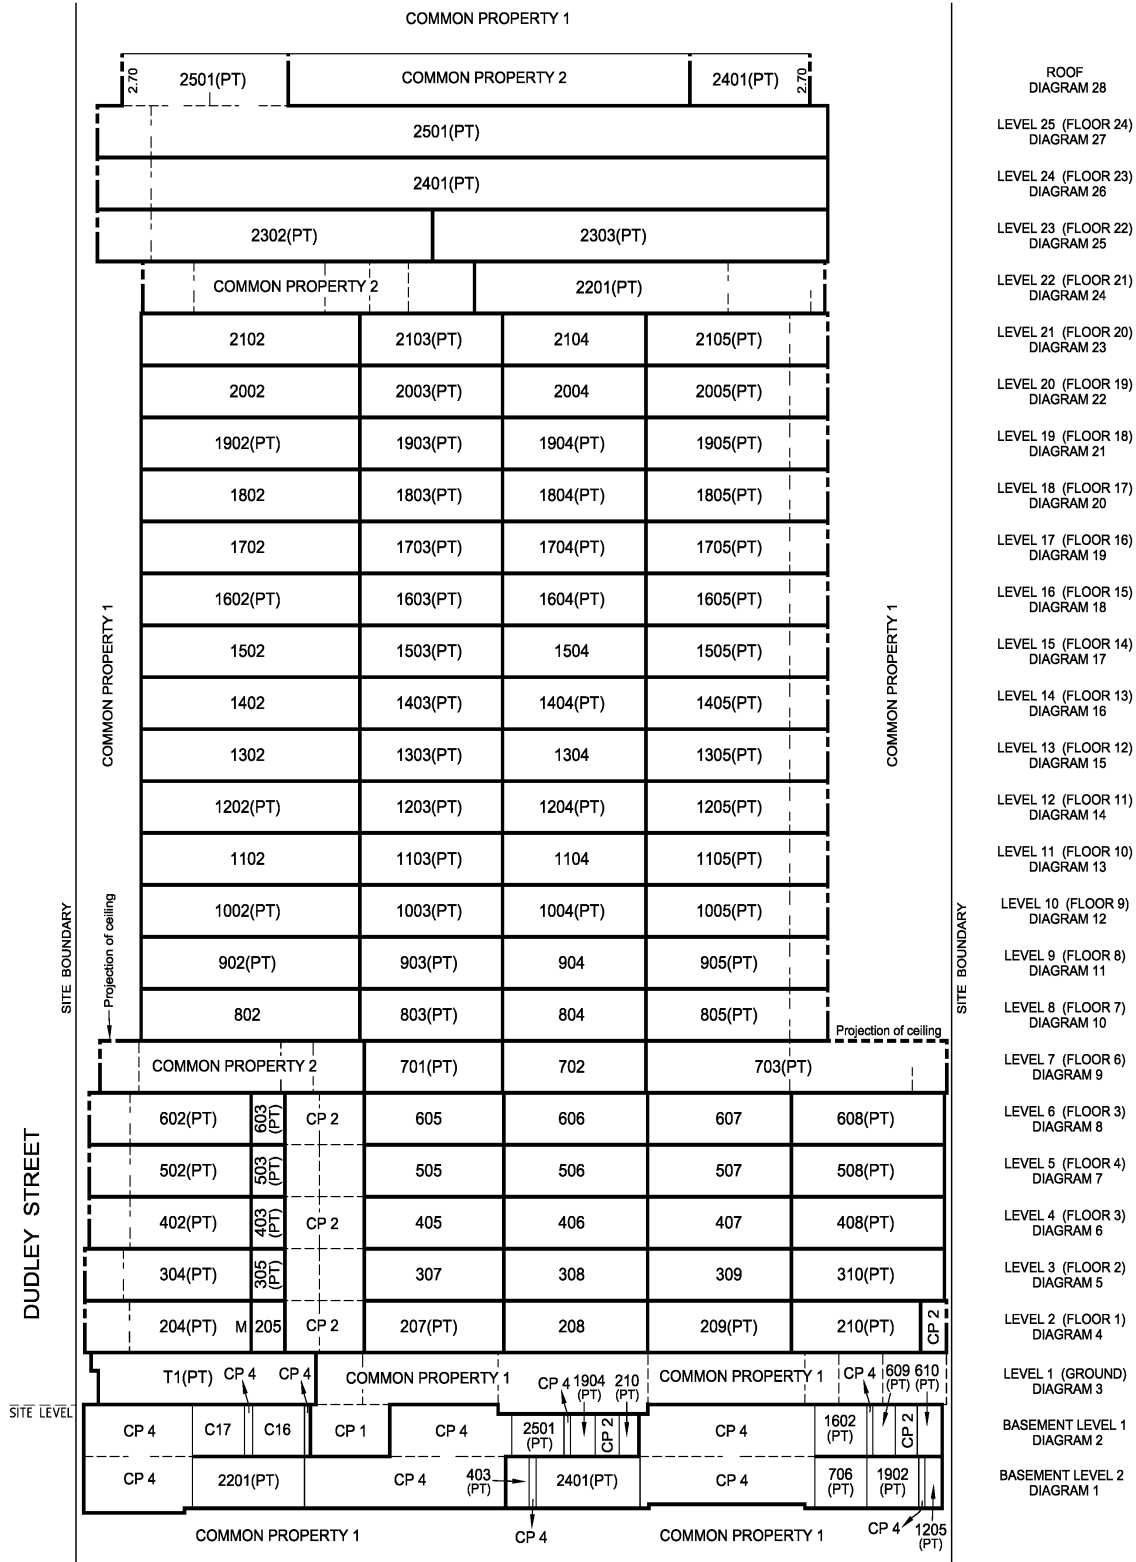 COMMON PROPERTY 1
2.70
2501(PT)
COMMON PROPERTY 2
2401(PT)
2.70
ROOF
DIAGRAM 28
2501(PT)
LEVEL 25 (FLOOR 24)
DIAGRAM 27
2401(PT)
LEVEL 24 (FLOOR 23)
DIAGRAM 26
2302(PT)
2303(PT)
LEVEL 23 (FLOOR 22)
DIAGRAM 25
COMMON PROPERTY 2
2201(PT)
LEVEL 22 (FLOOR 21)
DIAGRAM 24
2102
2103(PT)
2104
2105(PT)
LEVEL 21 (FLOOR 20)
DIAGRAM 23
2002
2003(PT)
2004
2005(PT)
LEVEL 20 (FLOOR 19)
DIAGRAM 22
1902(PT)
1903(PT)
1904(PT)
1905(PT)
LEVEL 19 (FLOOR 18)
DIAGRAM 21
1802
1803(PT)
1804(PT)
1805(PT)
LEVEL 18 (FLOOR 17)
DIAGRAM 20
1702
1703(PT)
1704(PT)
1705(PT)
LEVEL 17 (FLOOR 16)
DIAGRAM 19
1602(PT)
1603(PT)
1604(PT)
1605(PT)
LEVEL 16 (FLOOR 15)
DIAGRAM 18
COMMON PROPERTY 1
COMMON PROPERTY 1
1502
1503(PT)
1504
1505(PT)
LEVEL 15 (FLOOR 14)
DIAGRAM 17
1402
1403(PT)
1404(PT)
1405(PT)
LEVEL 14 (FLOOR 13)
DIAGRAM 16
1302
1303(PT)
1304
1305(PT)
LEVEL 13 (FLOOR 12)
DIAGRAM 15
1202(PT)
1203(PT)
1204(PT)
1205(PT)
LEVEL 12 (FLOOR 11)
DIAGRAM 14
1102
1103(PT)
1104
1105(PT)
LEVEL 11 (FLOOR 10)
DIAGRAM 13
1002(PT)
1003(PT)
1004(PT)
1005(PT)
LEVEL 10 (FLOOR 9)
DIAGRAM 12
SITE BOUNDARY
Projection of ceiling
SITE BOUNDARY
902(PT)
903(PT)
904
905(PT)
LEVEL 9 (FLOOR 8)
DIAGRAM 11
802
803(PT)
804
805(PT)
LEVEL 8 (FLOOR 7)
DIAGRAM 10
Projection of ceiling
COMMON PROPERTY 2
701(PT)
702
703(PT)
LEVEL 7 (FLOOR 6)
DIAGRAM 9
602(PT)
603
(PT)
CP 2
605
606
607
608(PT)
LEVEL 6 (FLOOR 3)
DIAGRAM 8
502(PT)
503
(PT)
505
506
507
508(PT)
LEVEL 5 (FLOOR 4)
DIAGRAM 7
DUDLEY STREET
402(PT)
403
(PT)
CP 2
405
406
407
408(PT)
LEVEL 4 (FLOOR 3)
DIAGRAM 6
304(PT)
305
(PT)
307
308
309
310(PT)
LEVEL 3 (FLOOR 2)
DIAGRAM 5
204(PT)
M
205
CP 2
207(PT)
208
209(PT)
210(PT)
CP 2
LEVEL 2 (FLOOR 1)
DIAGRAM 4
T1(PT)
CP 4
CP 4
COMMON PROPERTY 1
CP 4
1904
(PT)
210
(PT)
COMMON PROPERTY 1
CP 4
609
(PT)
610
(PT)
LEVEL 1 (GROUND)
DIAGRAM 3
SITE LEVEL
CP 4
C17
C16
CP 1
CP 4
2501
(PT)
CP 2
CP 4
1602
(PT)
CP 2
BASEMENT LEVEL 1
DIAGRAM 2
CP 4
2201(PT)
CP 4
403
(PT)
2401(PT)
CP 4
706
(PT)
1902
(PT)
BASEMENT LEVEL 2
DIAGRAM 1
COMMON PROPERTY 1
CP 4
COMMON PROPERTY 1
CP 4
1205
(PT)